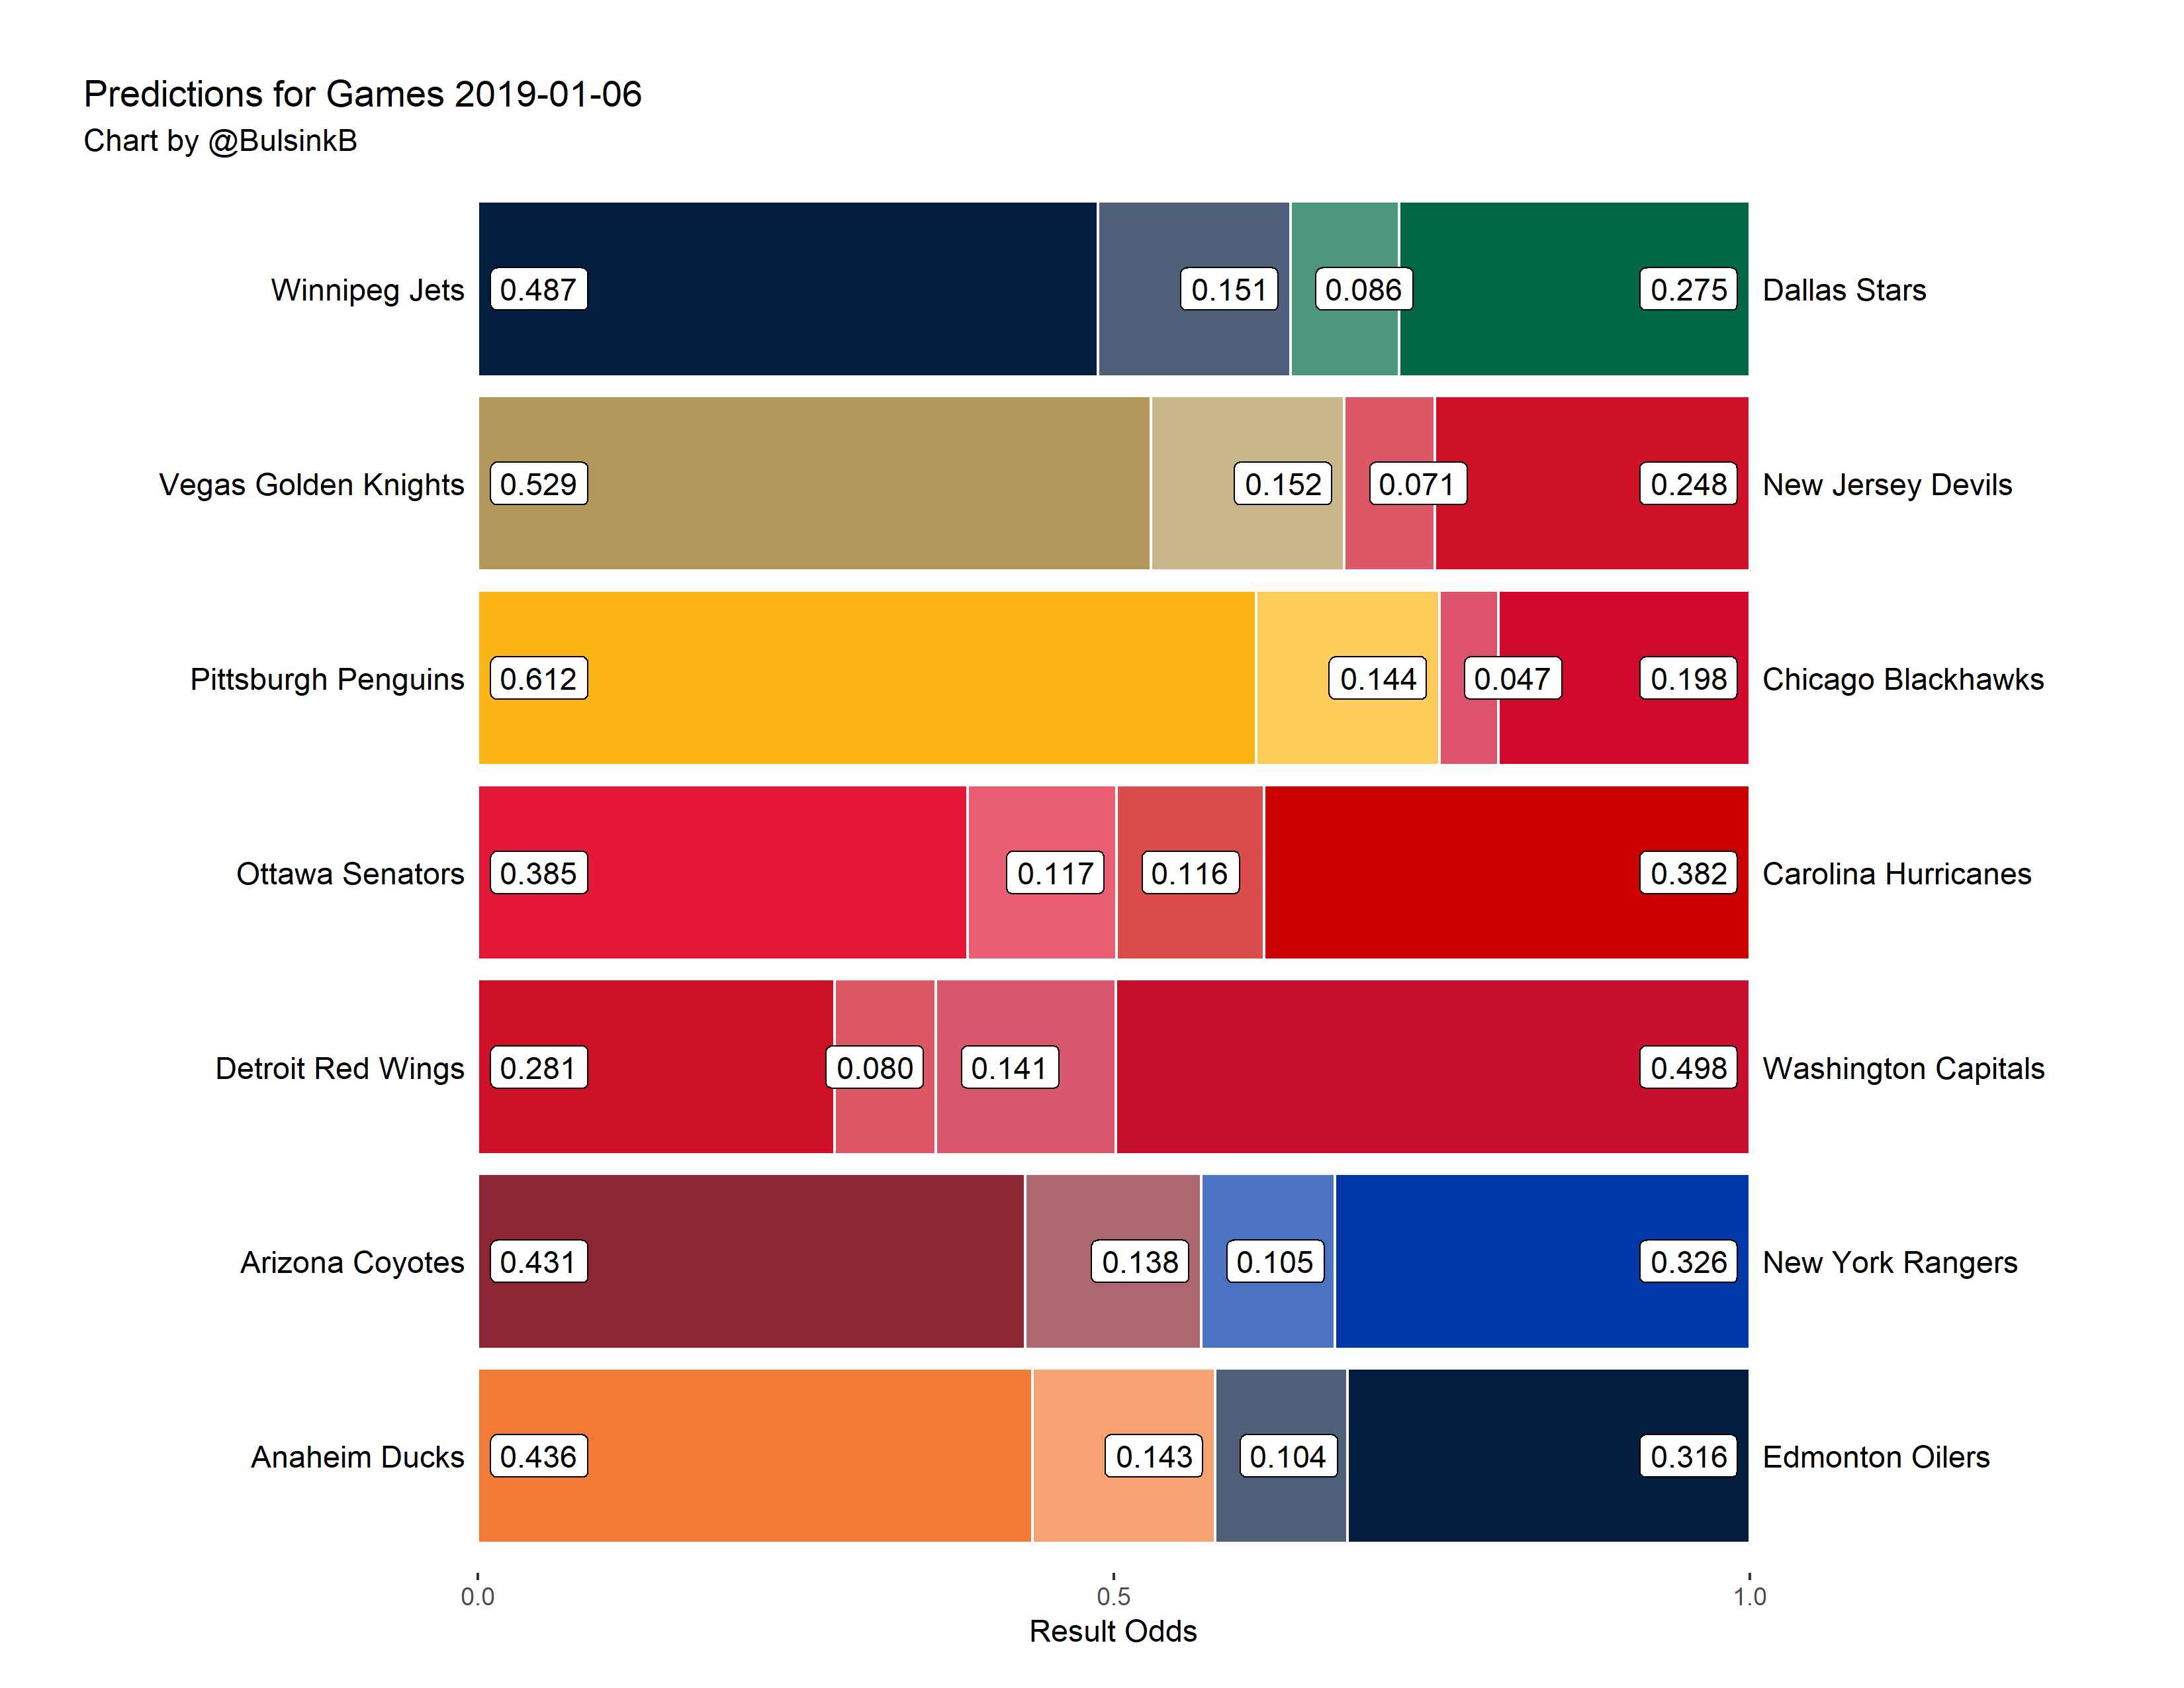 Predictions for Games 2019-01-06
Chart by @BulsinkB
Winnipeg Jets 0.487 0.151 0.086 0.275 Dallas Stars
Vegas Golden Knights 0.529 0.152 0.071 0.248 New Jersey Devils
Pittsburgh Penguins 0.612 0.144 0.047 0.198 Chicago Blackhawks
Ottawa Senators 0.385 0.117 0.116 0.382 Carolina Hurricanes
Detroit Red Wings 0.281 0.080 0.141 0.498 Washington Capitals
Arizona Coyotes 0.431 0.138 0.105 0.326 New York Rangers
Anaheim Ducks 0.436 0.143 0.104 0.316 Edmonton Oilers
0.0 0.5 1.0
Result Odds